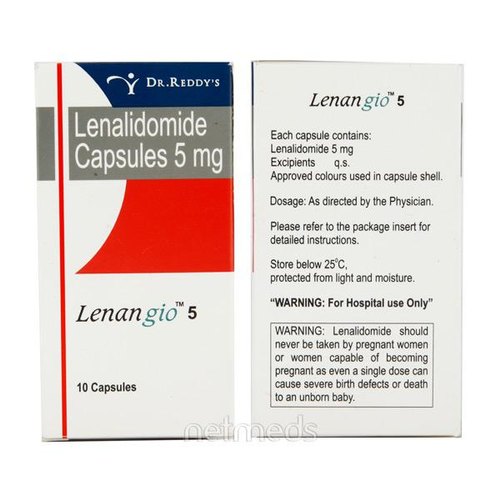 DR.REDDY'S
Lenalidomide
Capsules 5 mg
Lenangio™ 5
10 Capsules
Lenangio™ 5
Each capsule contains:
Lenalidomide 5 mg
Excipients q.s.
Approved colours used in capsule shell.
Dosage: As directed by the Physician.
Please refer to the package insert for
detailed instructions.
Store below 25°C,
protected from light and moisture.
“WARNING: For Hospital use Only”
WARNING: Lenalidomide should
never be taken by pregnant women
or women capable of becoming
pregnant as even a single dose can
cause severe birth defects or death
to an unborn baby.
netmeds